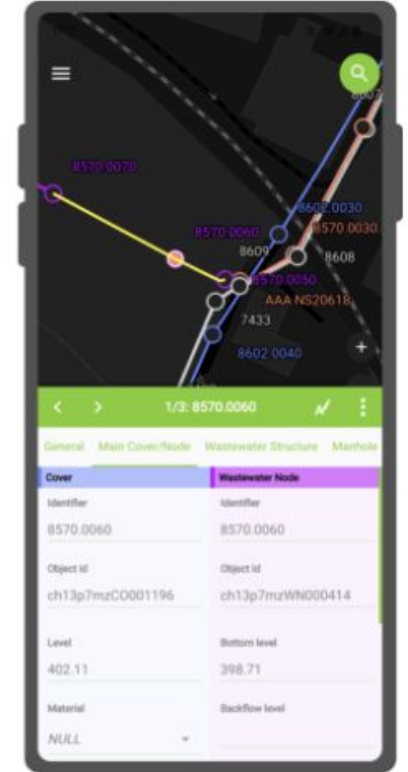 8607
8570.0070
8602.0030
8570.0060
8570.0030
8609
8608
8570.0050
AAA NS20618,
7433
8602 0040
1/3: 8570.0060
General Main Cover/Node Wastewater Structure Manhole
Cover Wastewater Node
Identifier Identifier
8570.0060 8570.0060
Object id Object id
ch13p7mzCO001196 ch13p7mzWN000414
Level Bottom level
402.11 398.71
Material Backflow level
NULL